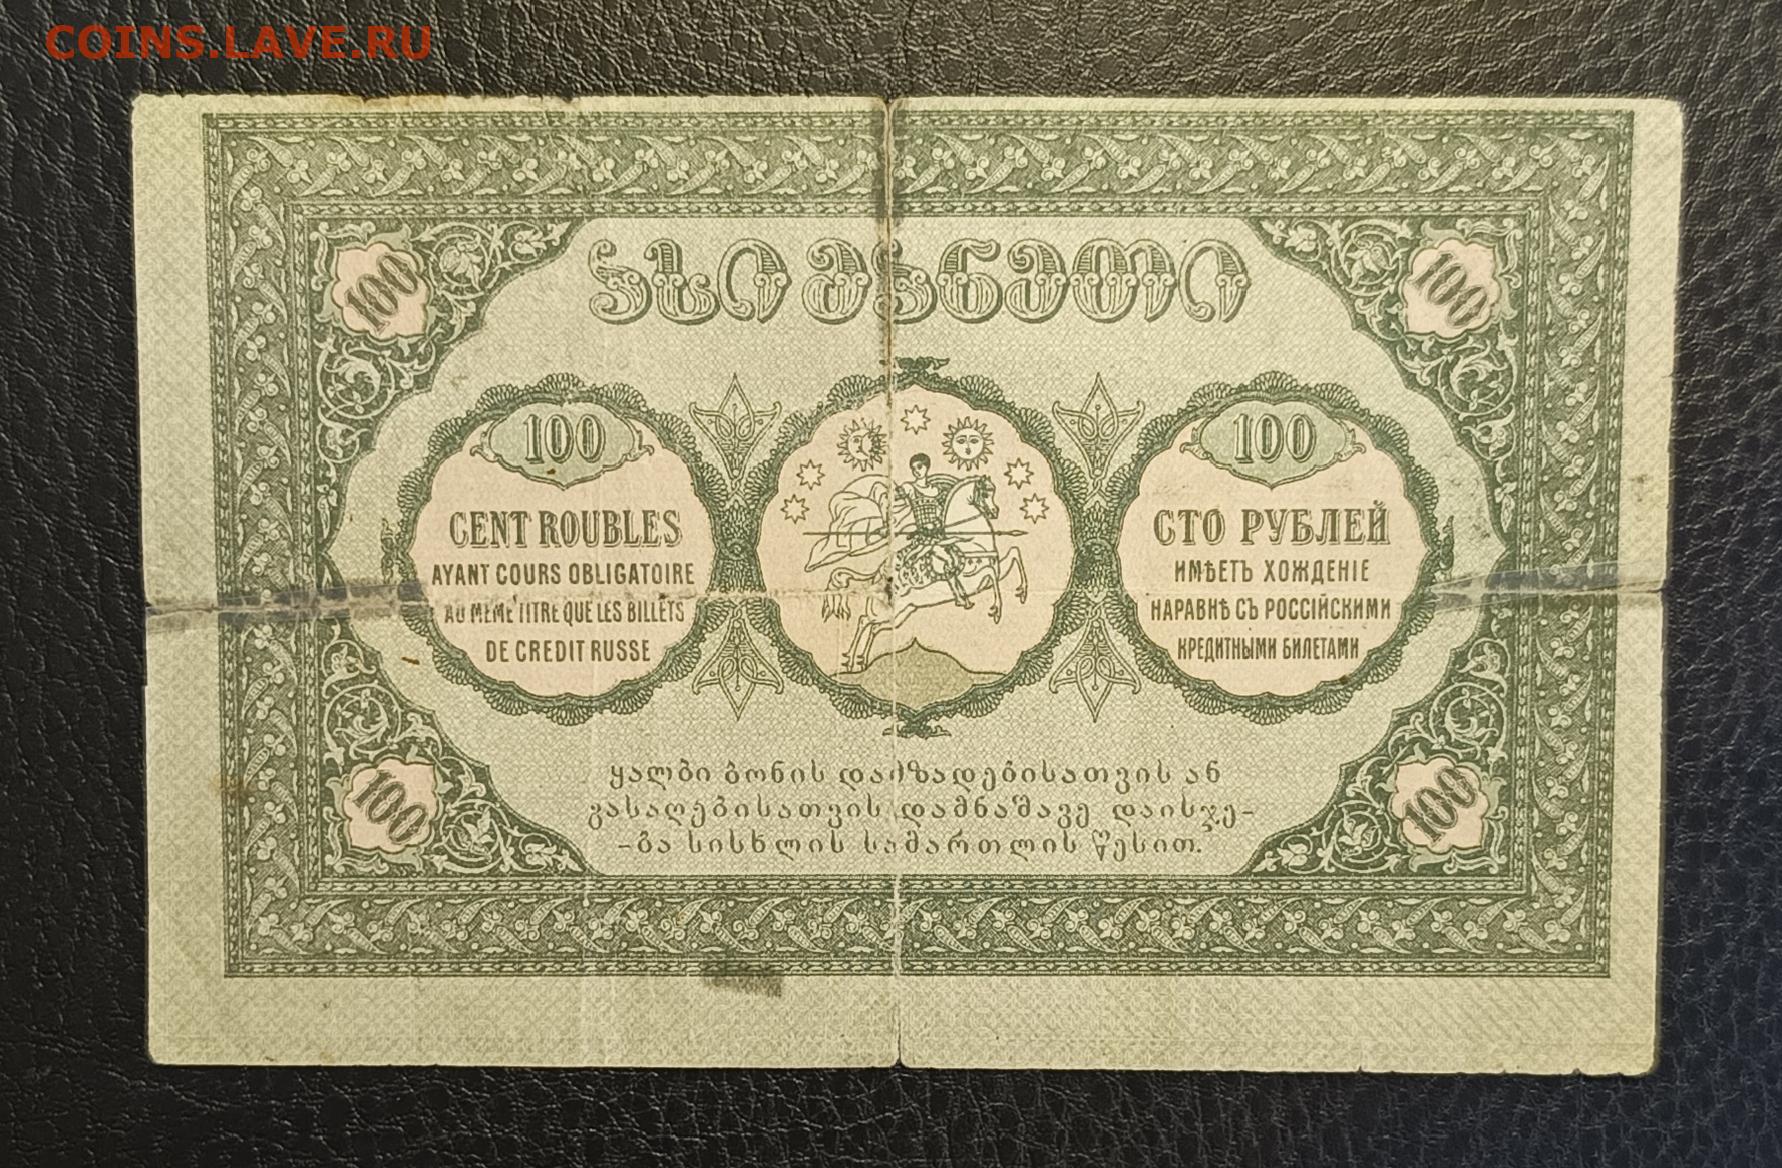 COINS.LAVE.RU
100
100
ასი მანეთი
100
CENT ROUBLES
AYANT COURS OBLIGATOIRE
AU MEME TITRE QUE LES BILLETS
DE CREDIT RUSSE
100
СТО РУБЛЕЙ
ИМѢЕТЪ ХОЖДЕНІЕ
НАРАВНѢ СЪ РОССІЙСКИМИ
КРЕДИТНЫМИ БИЛЕТАМИ
100
100
ყალბი ბონის დამზადებისათვის ან
გასაღებისათვის დამნაშავე დაისჯე-
-ბა სისხლის სამართლის წესით.